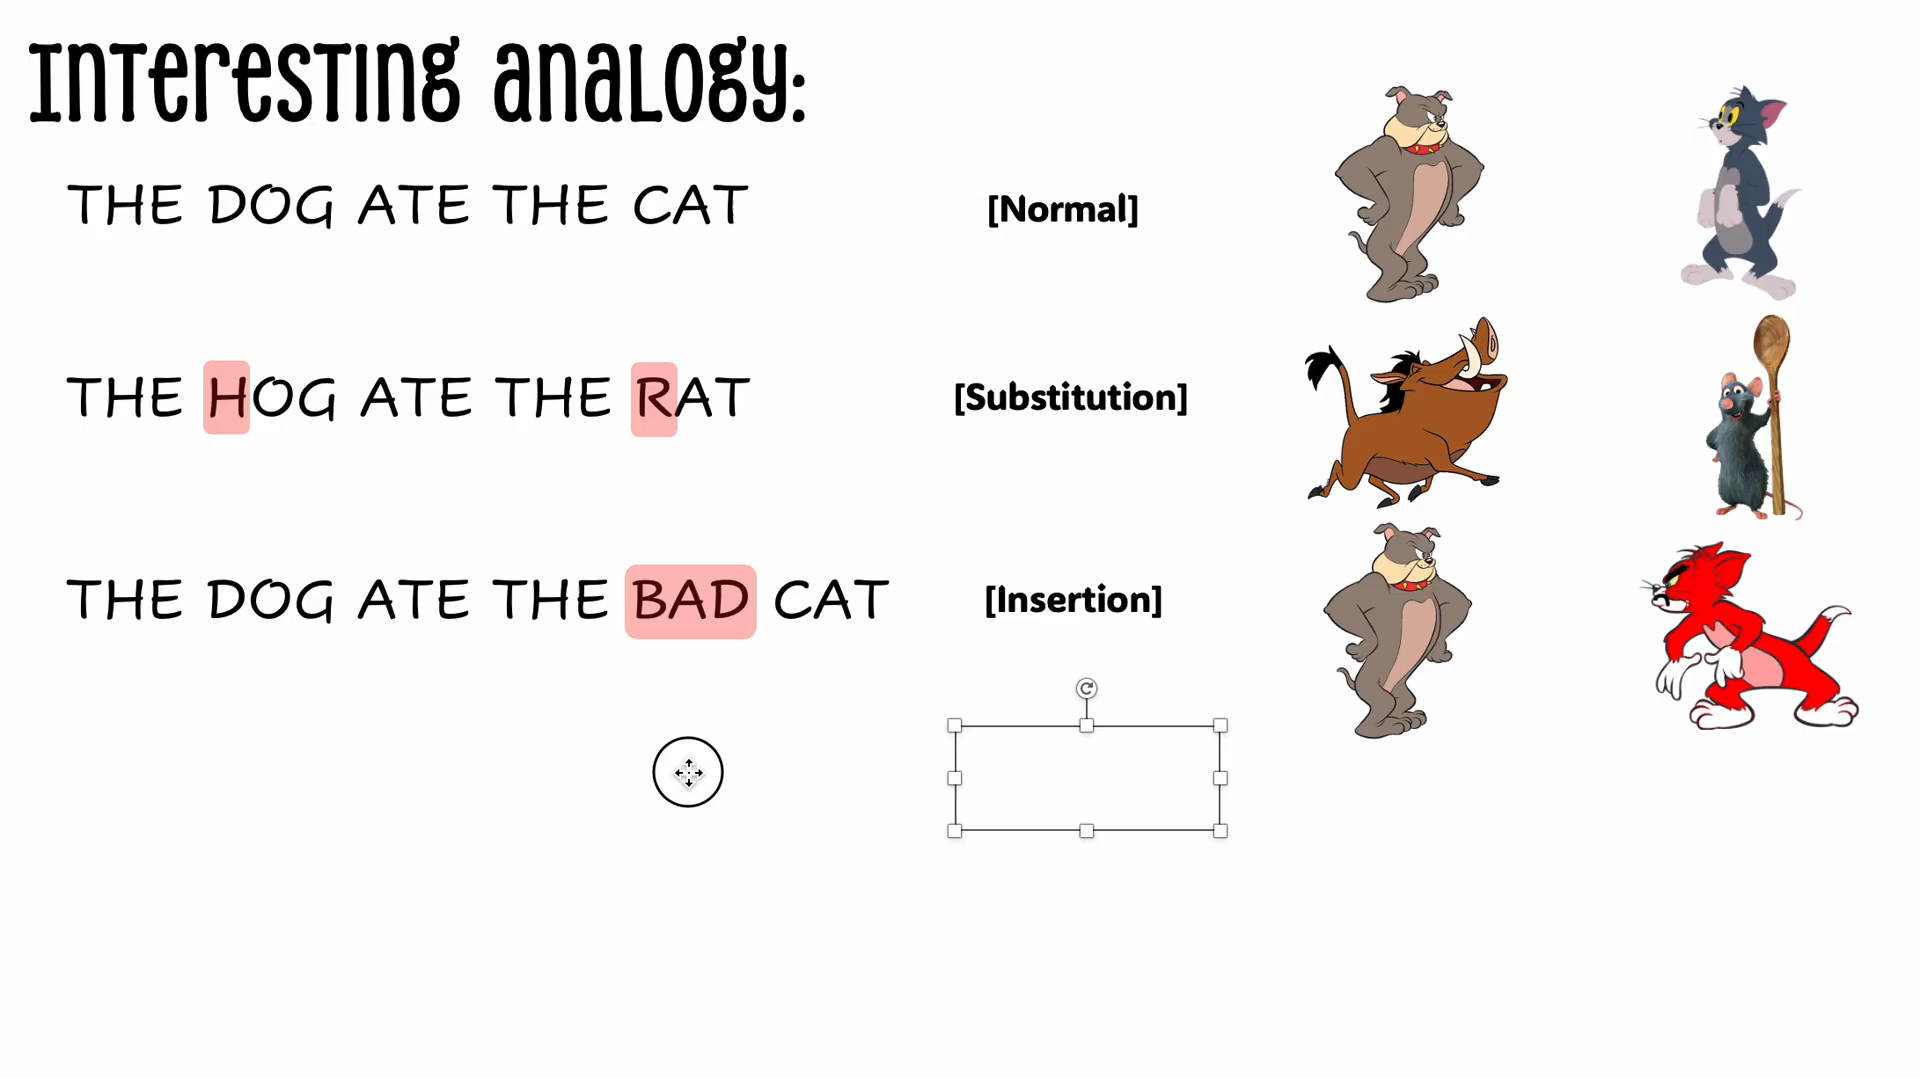 Interesting analogy:
THE DOG ATE THE CAT [Normal]
THE HOG ATE THE RAT [Substitution]
THE DOG ATE THE BAD CAT [Insertion]